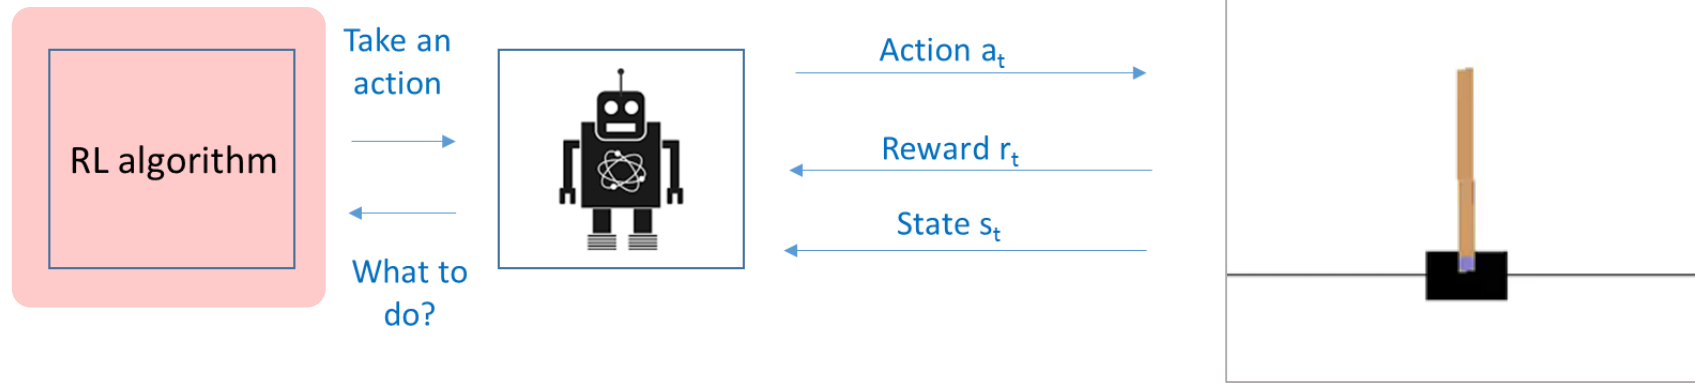 RL algorithm
Take an
action
What to
do?
Action aₜ
Reward rₜ
State sₜ